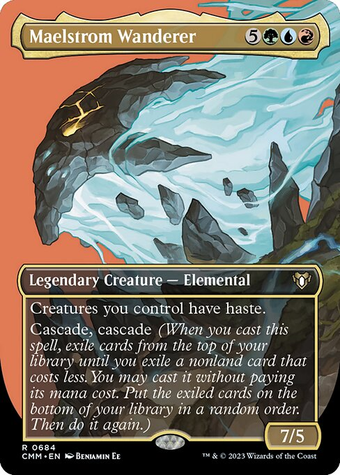 Maelstrom Wanderer 5
Legendary Creature — Elemental
Creatures you control have haste.
Cascade, cascade (When you cast this
spell, exile cards from the top of your
library until you exile a nonland card that
costs less. You may cast it without paying
its mana cost. Put the exiled cards on the
bottom of your library in a random order.
Then do it again.)
7/5
R 0684
CMM • EN Benjamin Ee
™ & © 2023 Wizards of the Coast